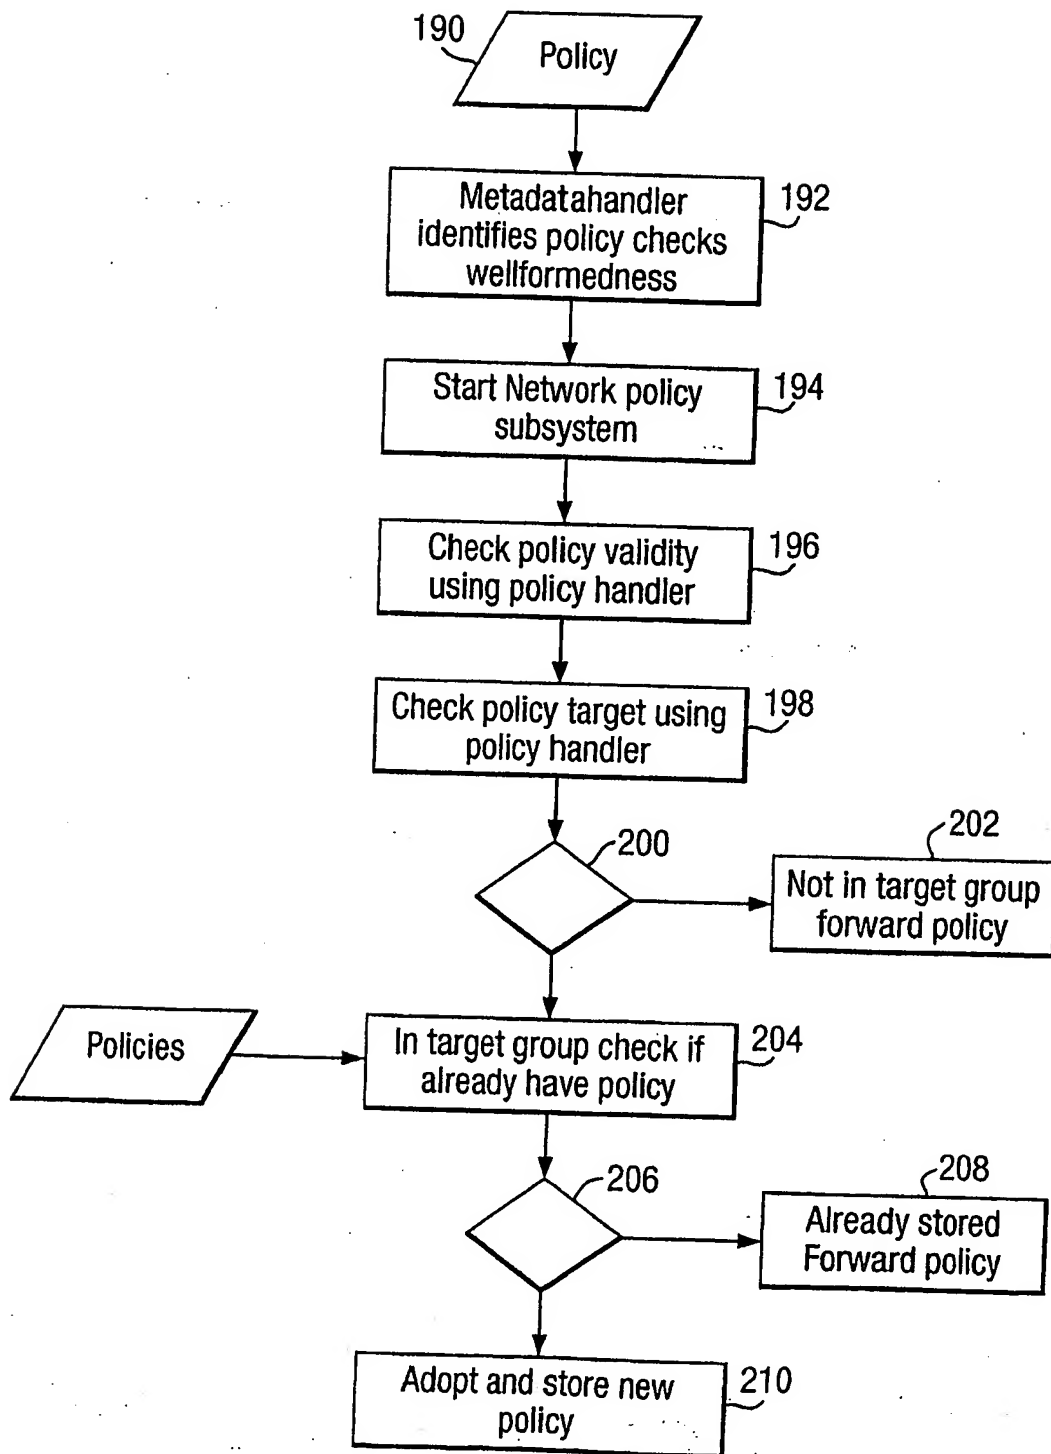 190
Policy
Metadatahandler
identifies policy checks
wellformedness
192
Start Network policy
subsystem
194
Check policy validity
using policy handler
196
Check policy target using
policy handler
198
200
202
Not in target group
forward policy
Policies
In target group check if
already have policy
204
206
208
Already stored
Forward policy
Adopt and store new
policy
210